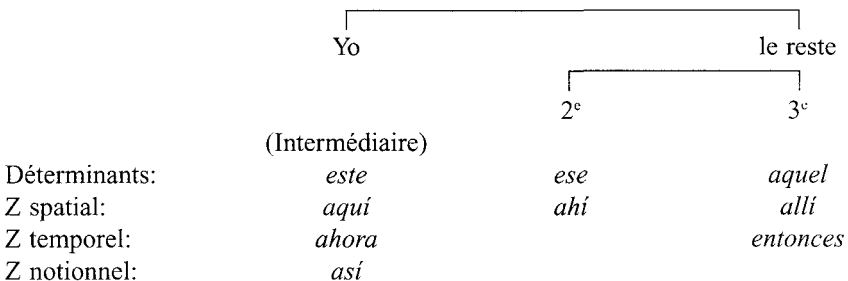 Yo le reste
2e 3e
(Intermédiaire)
Déterminants: este ese aquel
Z spatial: aquí ahí allí
Z temporel: ahora entonces
Z notionnel: así